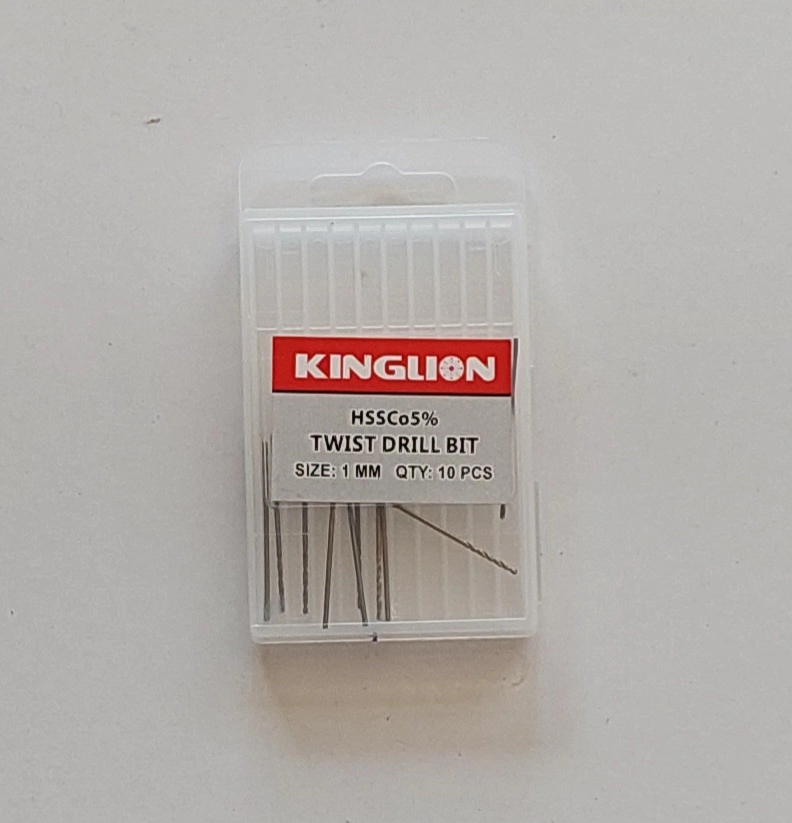 KINGLION
HSSCo5%
TWIST DRILL BIT
SIZE: 1 MM QTY: 10 PCS